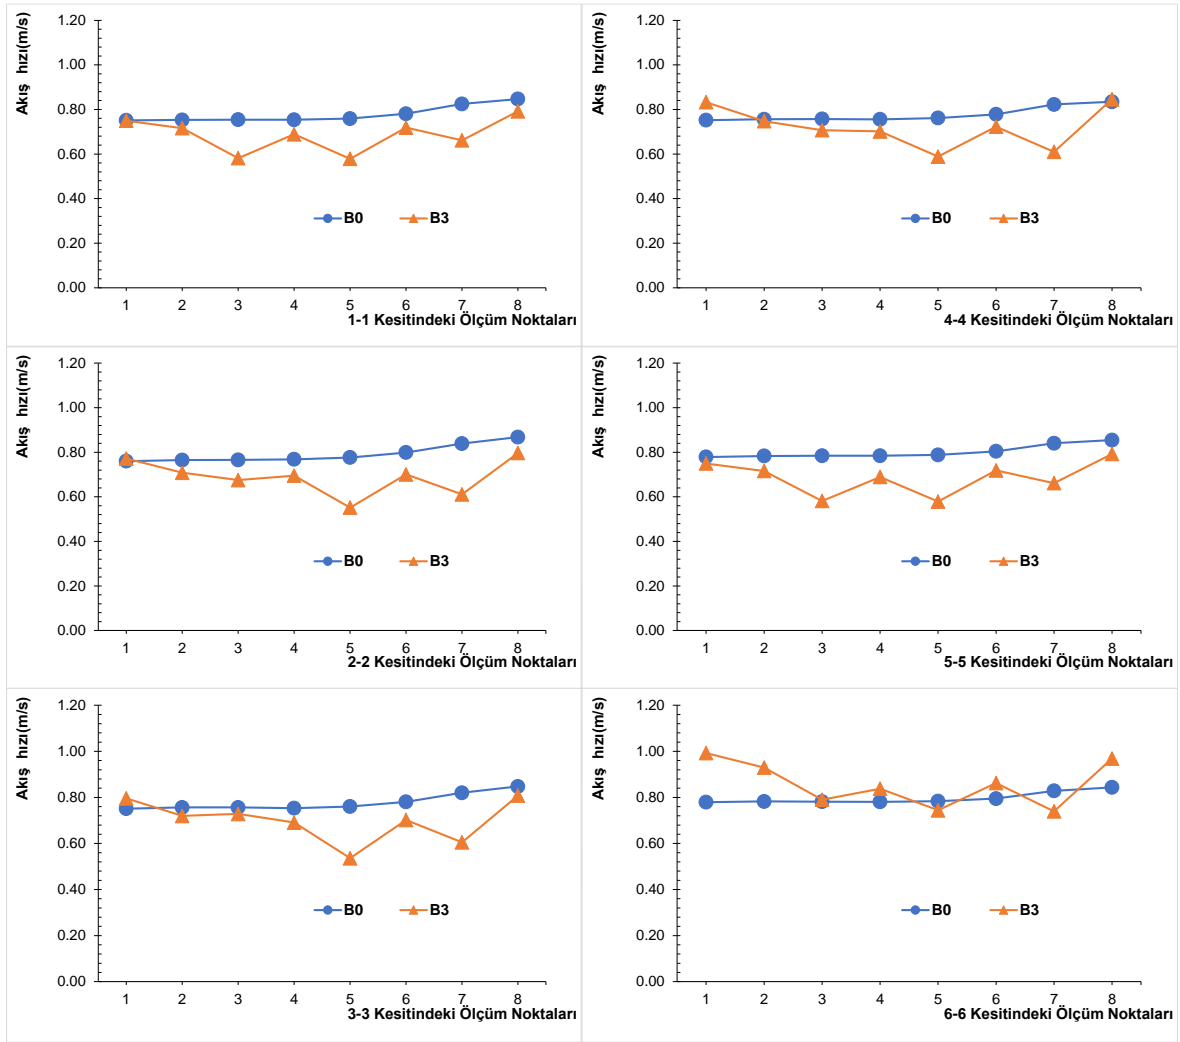 Akış hızı(m/s)
1.20
1.00
0.80
0.60
0.40
0.20
0.00
B0 B3
1 2 3 4 5 6 7 8
1-1 Kesitindeki Ölçüm Noktaları
Akış hızı(m/s)
1.20
1.00
0.80
0.60
0.40
0.20
0.00
B0 B3
1 2 3 4 5 6 7 8
4-4 Kesitindeki Ölçüm Noktaları
Akış hızı(m/s)
1.20
1.00
0.80
0.60
0.40
0.20
0.00
B0 B3
1 2 3 4 5 6 7 8
2-2 Kesitindeki Ölçüm Noktaları
Akış hızı(m/s)
1.20
1.00
0.80
0.60
0.40
0.20
0.00
B0 B3
1 2 3 4 5 6 7 8
5-5 Kesitindeki Ölçüm Noktaları
Akış hızı(m/s)
1.20
1.00
0.80
0.60
0.40
0.20
0.00
B0 B3
1 2 3 4 5 6 7 8
3-3 Kesitindeki Ölçüm Noktaları
Akış hızı(m/s)
1.20
1.00
0.80
0.60
0.40
0.20
0.00
B0 B3
1 2 3 4 5 6 7 8
6-6 Kesitindeki Ölçüm Noktaları